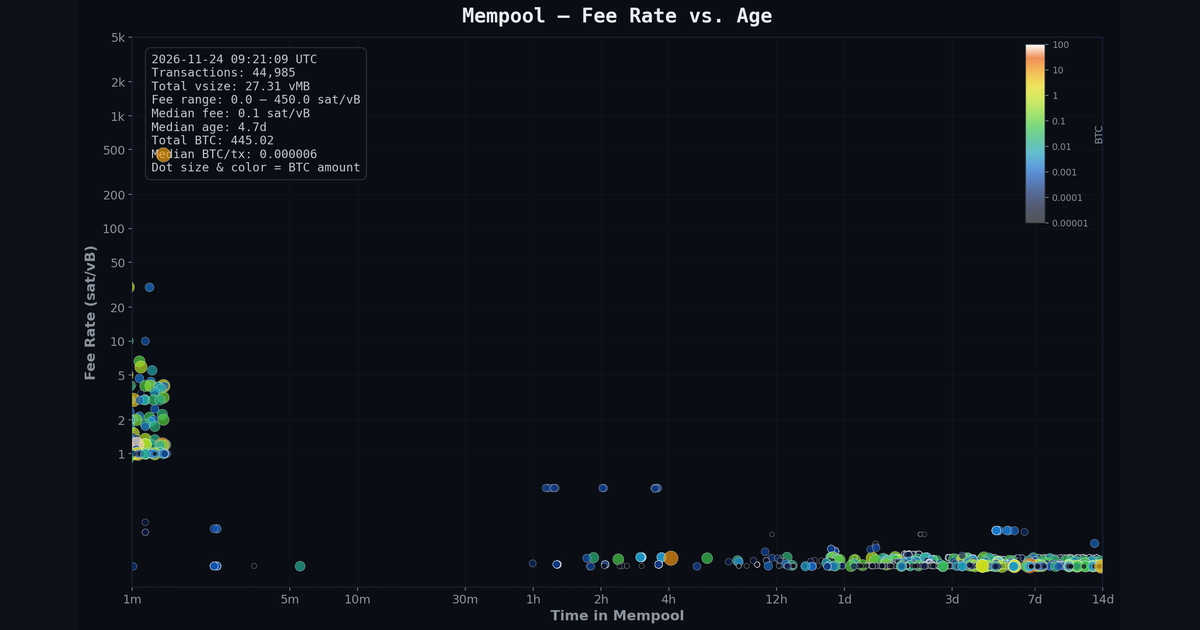 Mempool — Fee Rate vs. Age
5k
2k
1k
500
200
100
50
20
10
5
2
1
Fee Rate (sat/vB)
2026-11-24 09:21:09 UTC
Transactions: 44,985
Total vsize: 27.31 vMB
Fee range: 0.0 — 450.0 sat/vB
Median fee: 0.1 sat/vB
Median age: 4.7d
Total BTC: 445.02
Median BTC/tx: 0.000006
Dot size & color = BTC amount
100
10
1
0.1
0.01
0.001
0.0001
0.00001
BTC
1m 5m 10m 30m 1h 2h 4h 12h 1d 3d 7d 14d
Time in Mempool